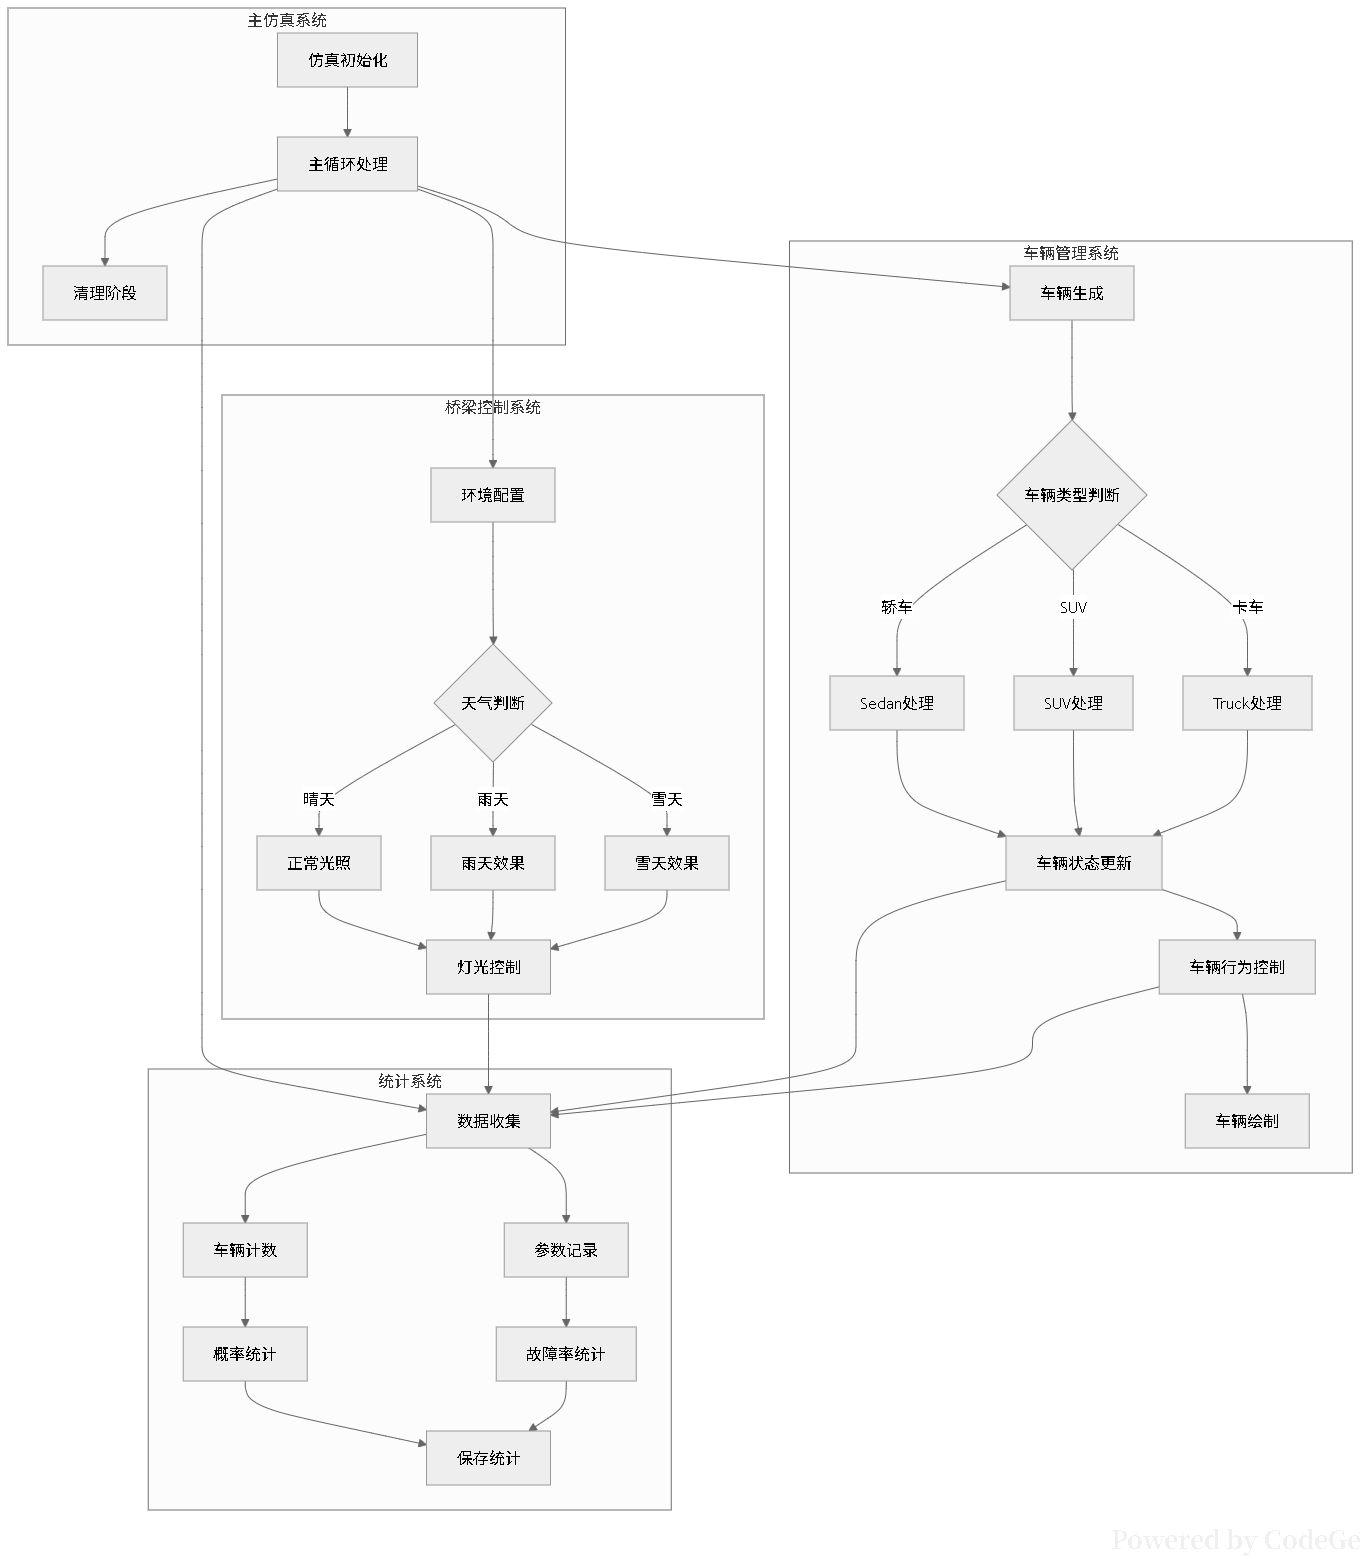 主仿真系统
仿真初始化
主循环处理
清理阶段
车辆管理系统
车辆生成
车辆类型判断
轿车
SUV
卡车
Sedan处理
SUV处理
Truck处理
车辆状态更新
车辆行为控制
车辆绘制
桥梁控制系统
环境配置
天气判断
晴天
雨天
雪天
正常光照
雨天效果
雪天效果
灯光控制
统计系统
数据收集
车辆计数
参数记录
概率统计
故障率统计
保存统计
Powered by CodeGe